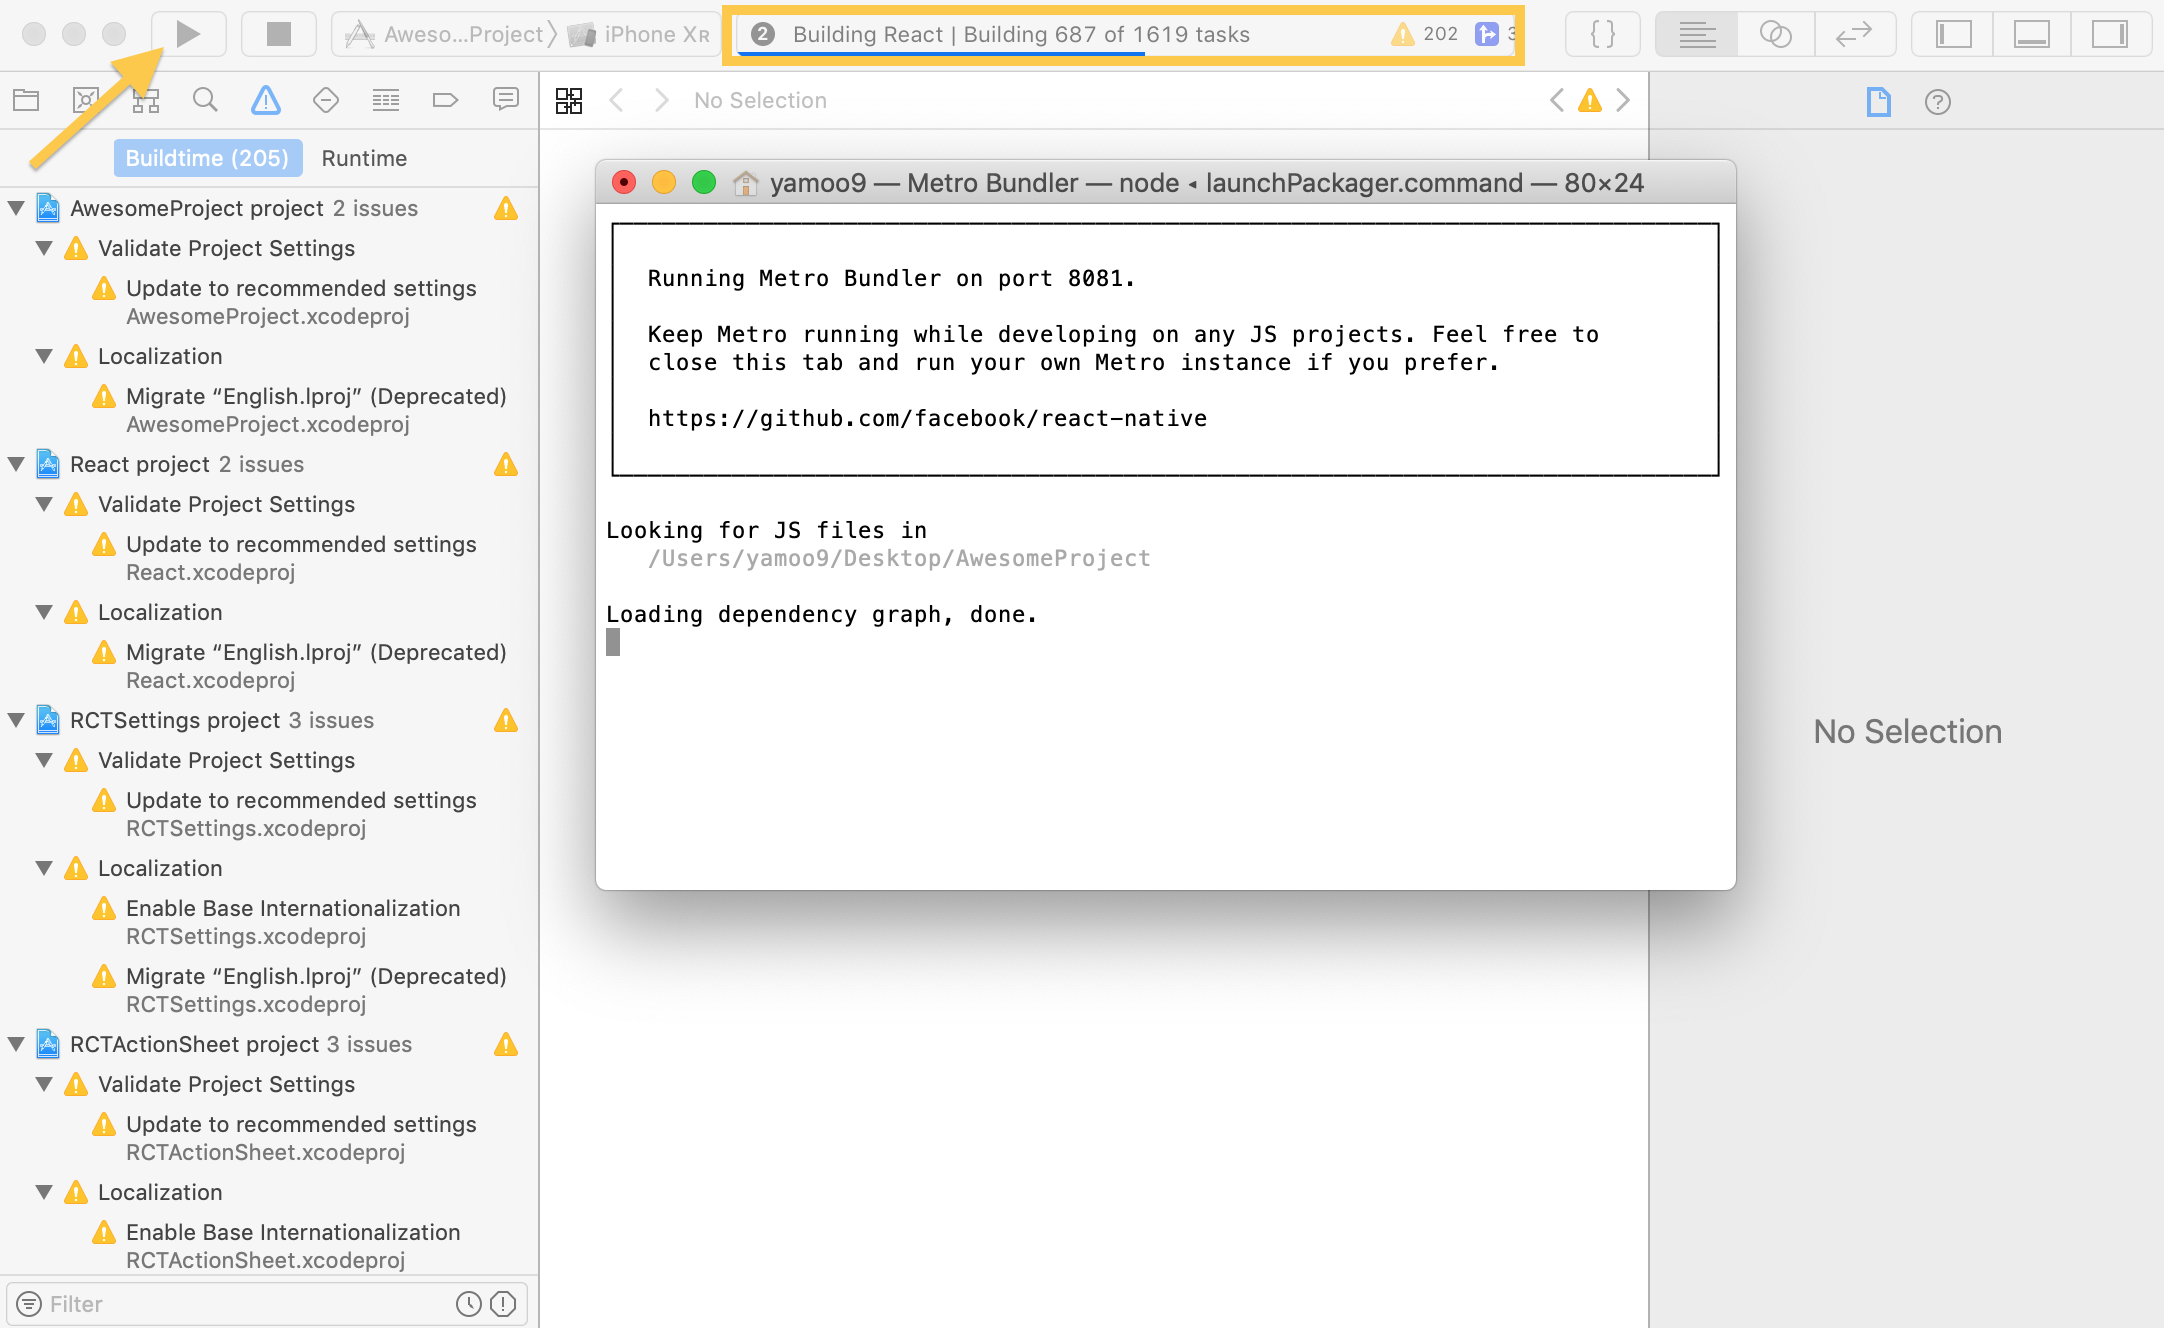 Aweso...Project
iPhone XR
2
Building React | Building 687 of 1619 tasks
202
{ }
No Selection
?
Buildtime (205)
Runtime
AwesomeProject project 2 issues
Validate Project Settings
Update to recommended settings
AwesomeProject.xcodeproj
Localization
Migrate “English.lproj” (Deprecated)
AwesomeProject.xcodeproj
React project 2 issues
Validate Project Settings
Update to recommended settings
React.xcodeproj
Localization
Migrate “English.lproj” (Deprecated)
React.xcodeproj
RCTSettings project 3 issues
Validate Project Settings
Update to recommended settings
RCTSettings.xcodeproj
Localization
Enable Base Internationalization
RCTSettings.xcodeproj
Migrate “English.lproj” (Deprecated)
RCTSettings.xcodeproj
RCTActionSheet project 3 issues
Validate Project Settings
Update to recommended settings
RCTActionSheet.xcodeproj
Localization
Enable Base Internationalization
RCTActionSheet.xcodeproj
Filter
yamoo9 — Metro Bundler — node ◂ launchPackager.command — 80×24
Running Metro Bundler on port 8081.
Keep Metro running while developing on any JS projects. Feel free to
close this tab and run your own Metro instance if you prefer.
https://github.com/facebook/react-native
Looking for JS files in
/Users/yamoo9/Desktop/AwesomeProject
Loading dependency graph, done.
No Selection